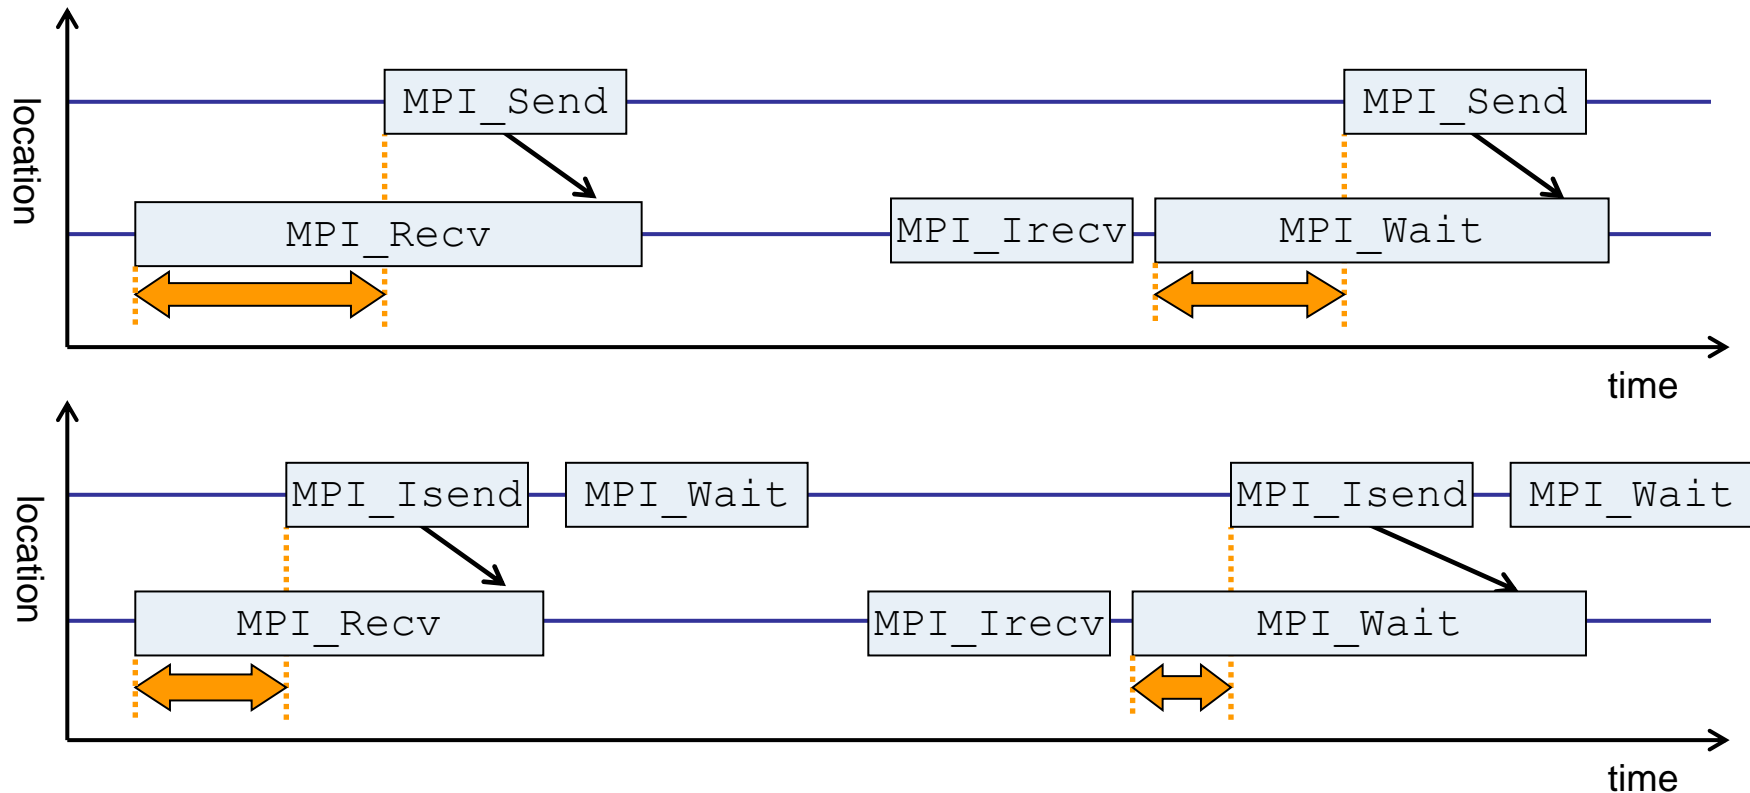 location
MPI_Send
MPI_Send
MPI_Recv
MPI_Irecv
MPI_Wait
time
location
MPI_Isend
MPI_Wait
MPI_Isend
MPI_Wait
MPI_Recv
MPI_Irecv
MPI_Wait
time